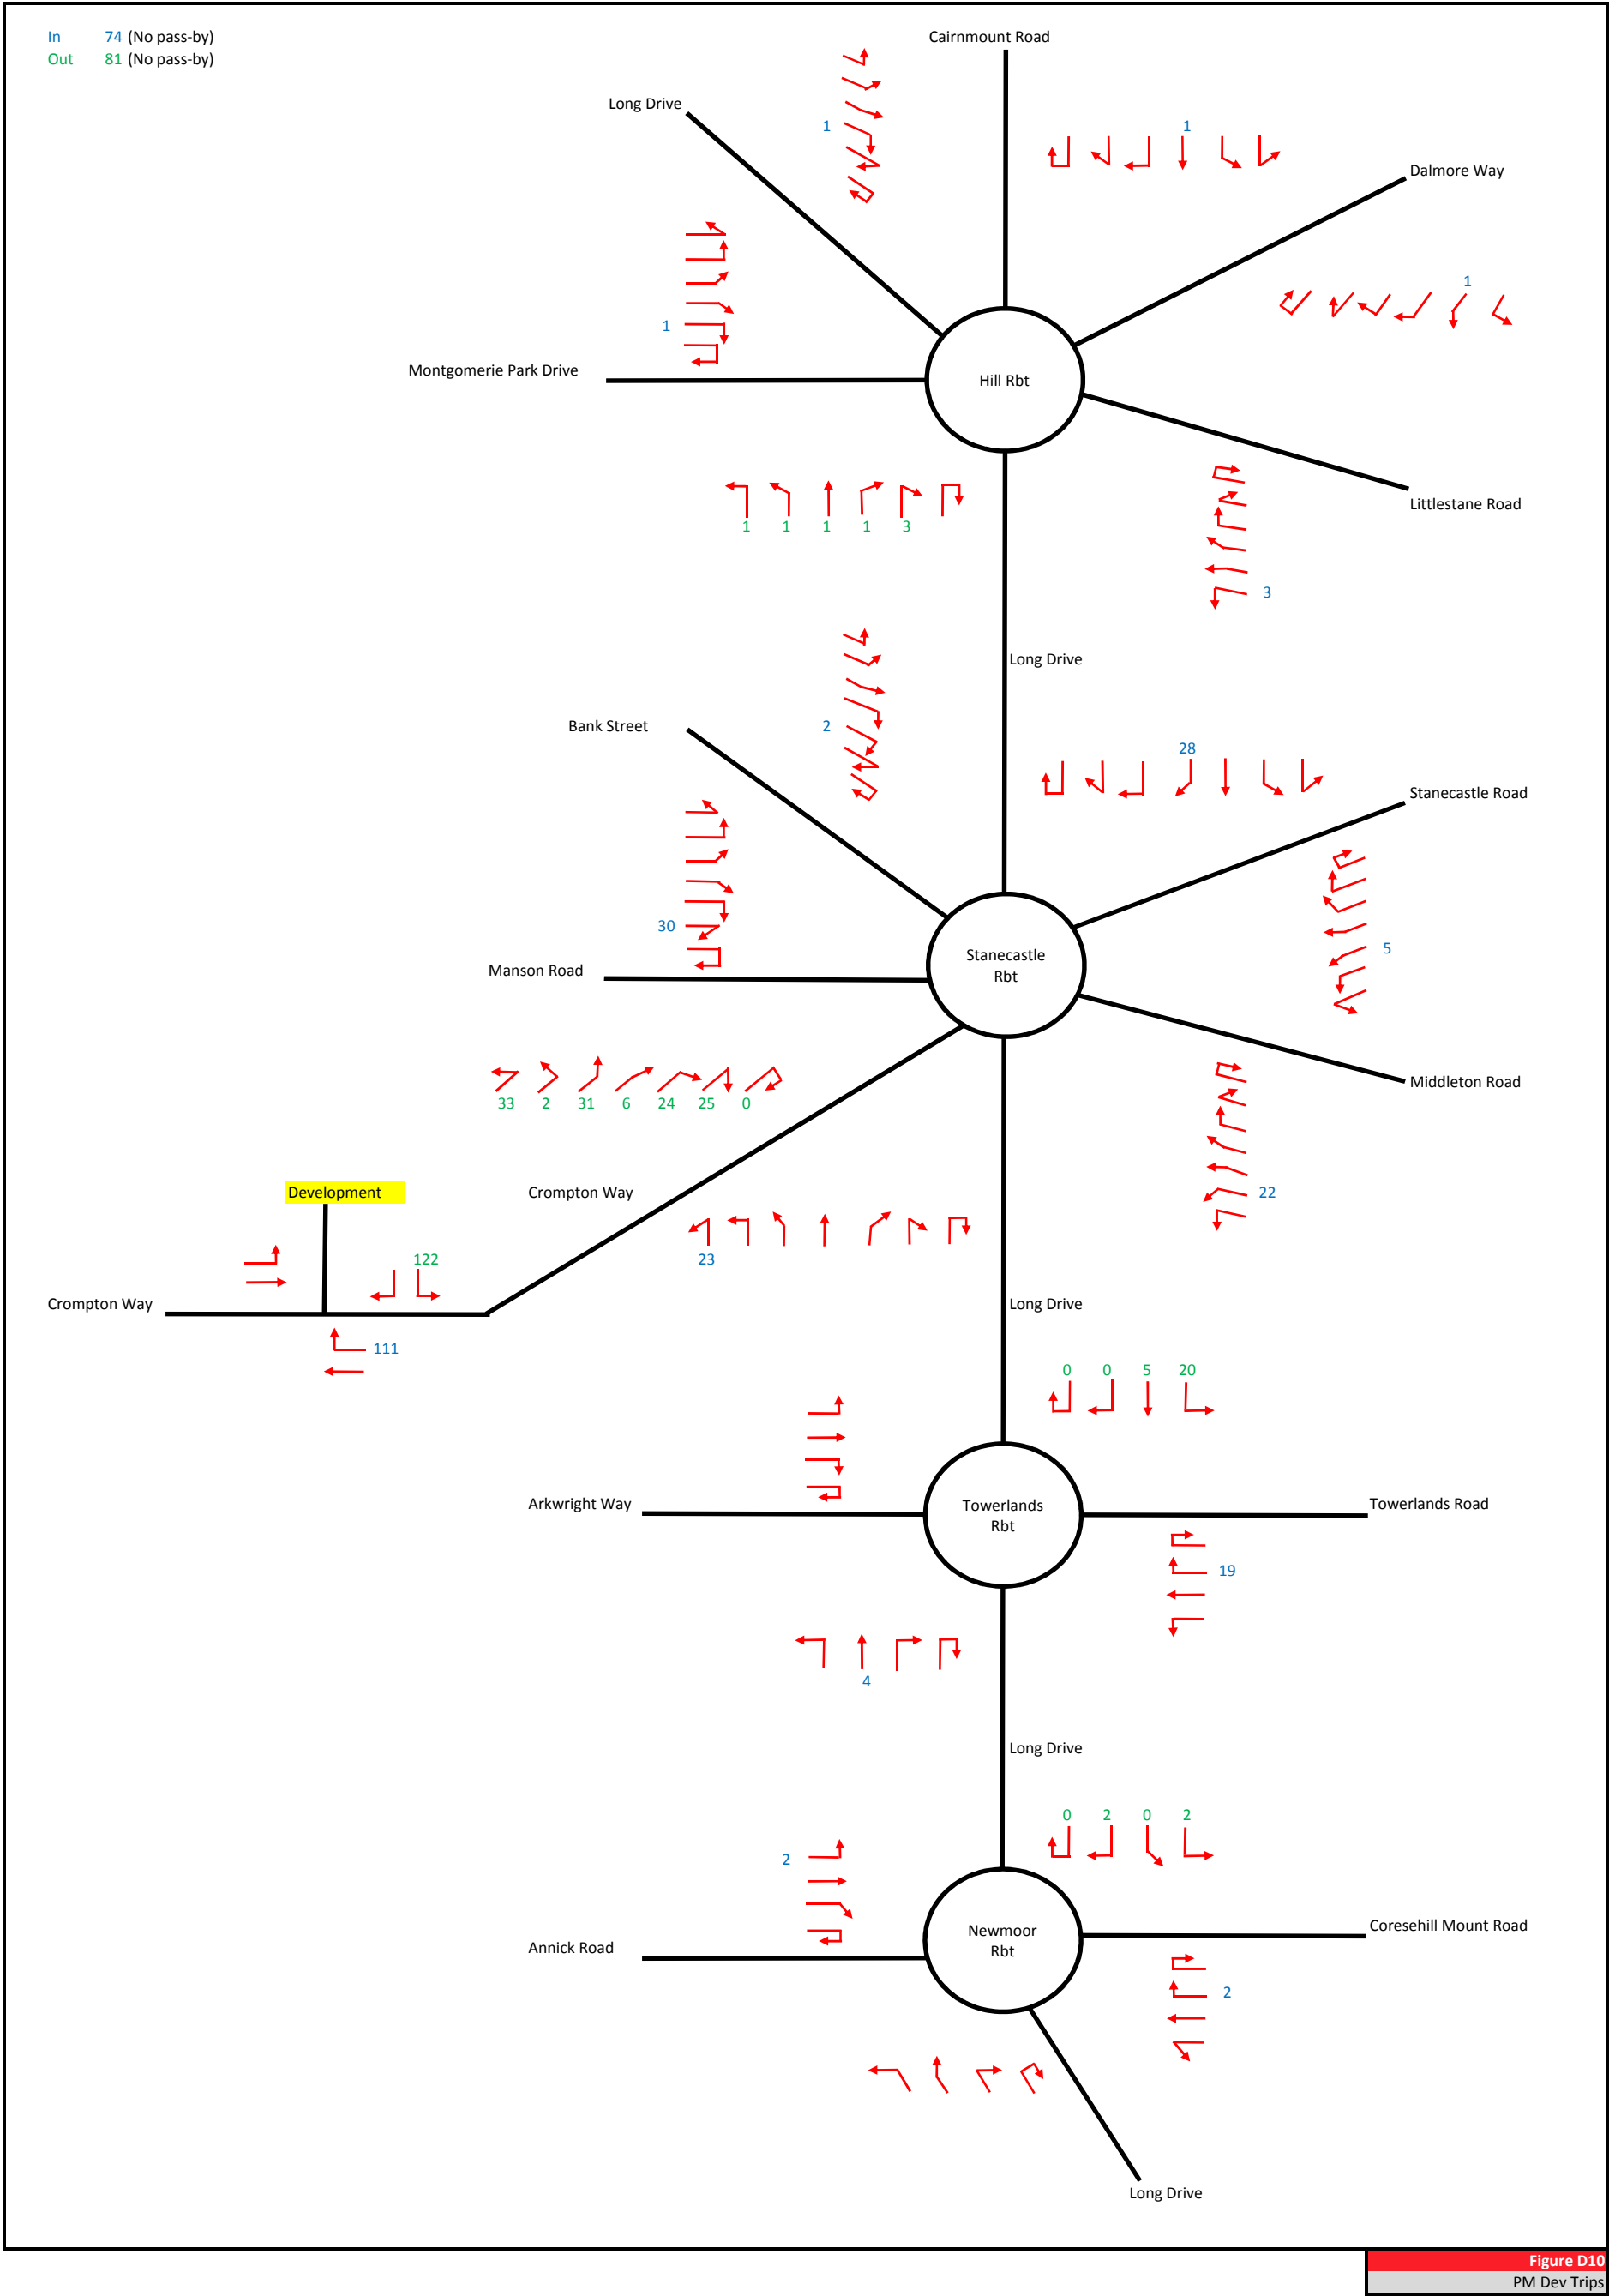 In 74 (No pass-by)
Out 81 (No pass-by)
Cairnmount Road
Long Drive
1
1
Dalmore Way
1
1
Montgomerie Park Drive
Hill Rbt
Littlestane Road
1 1 1 1 3
3
Long Drive
Bank Street
2
28
Stanecastle Road
30
5
Manson Road
Stanecastle
Rbt
Middleton Road
33 2 31 6 24 25 0
Development
Crompton Way
22
23
122
Crompton Way
Long Drive
111
0 0 5 20
Arkwright Way
Towerlands
Rbt
Towerlands Road
19
4
Long Drive
0 2 0 2
2
Annick Road
Newmoor
Rbt
Coresehill Mount Road
2
Long Drive
Figure D10
PM Dev Trips